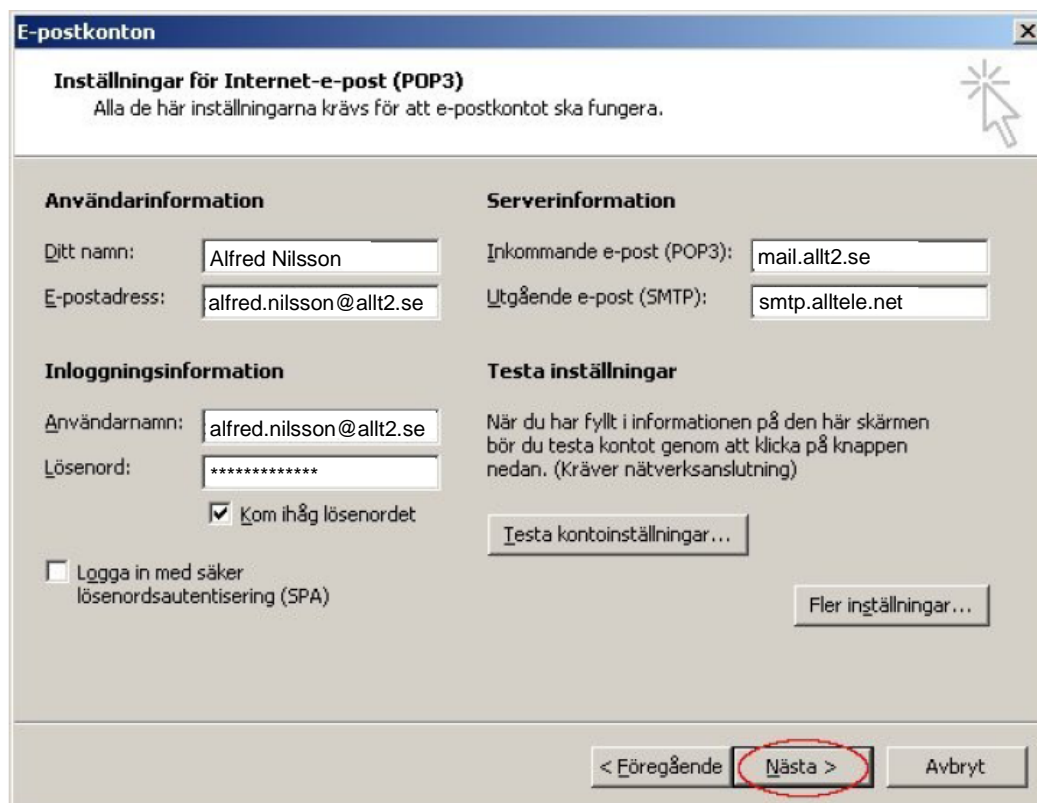 E-postkonton
Inställningar för Internet-e-post (POP3)
Alla de här inställningarna krävs för att e-postkontot ska fungera.
Användarinformation
Ditt namn: Alfred Nilsson
E-postadress: alfred.nilsson@allt2.se
Serverinformation
Inkommande e-post (POP3): mail.allt2.se
Utgående e-post (SMTP): smtp.alltele.net
Inloggningsinformation
Användarnamn: alfred.nilsson@allt2.se
Lösenord: *************
Kom ihåg lösenordet
Logga in med säker
lösenordsautentisering (SPA)
Testa inställningar
När du har fyllt i informationen på den här skärmen
bör du testa kontot genom att klicka på knappen
nedan. (Kräver nätverksanslutning)
Testa kontoinställningar...
Fler inställningar...
< Föregående
Nästa >
Avbryt